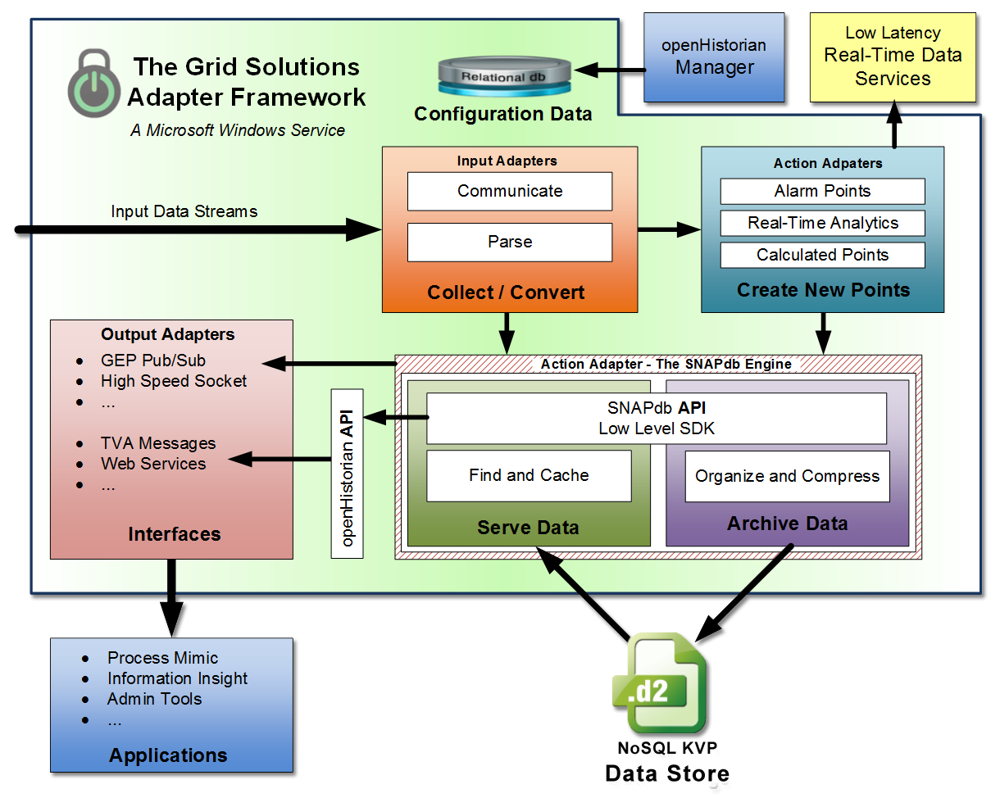 The Grid Solutions
Adapter Framework
A Microsoft Windows Service
Relational db
Configuration Data
openHistorian
Manager
Low Latency
Real-Time Data
Services
Input Data Streams
Input Adapters
Communicate
Parse
Collect / Convert
Action Adpaters
Alarm Points
Real-Time Analytics
Calculated Points
Create New Points
Output Adapters
• GEP Pub/Sub
• High Speed Socket
• ...
• TVA Messages
• Web Services
• ...
Interfaces
openHistorian API
Action Adapter - The SNAPdb Engine
SNAPdb API
Low Level SDK
Find and Cache
Serve Data
Organize and Compress
Archive Data
• Process Mimic
• Information Insight
• Admin Tools
• ...
Applications
.d2
NoSQL KVP
Data Store